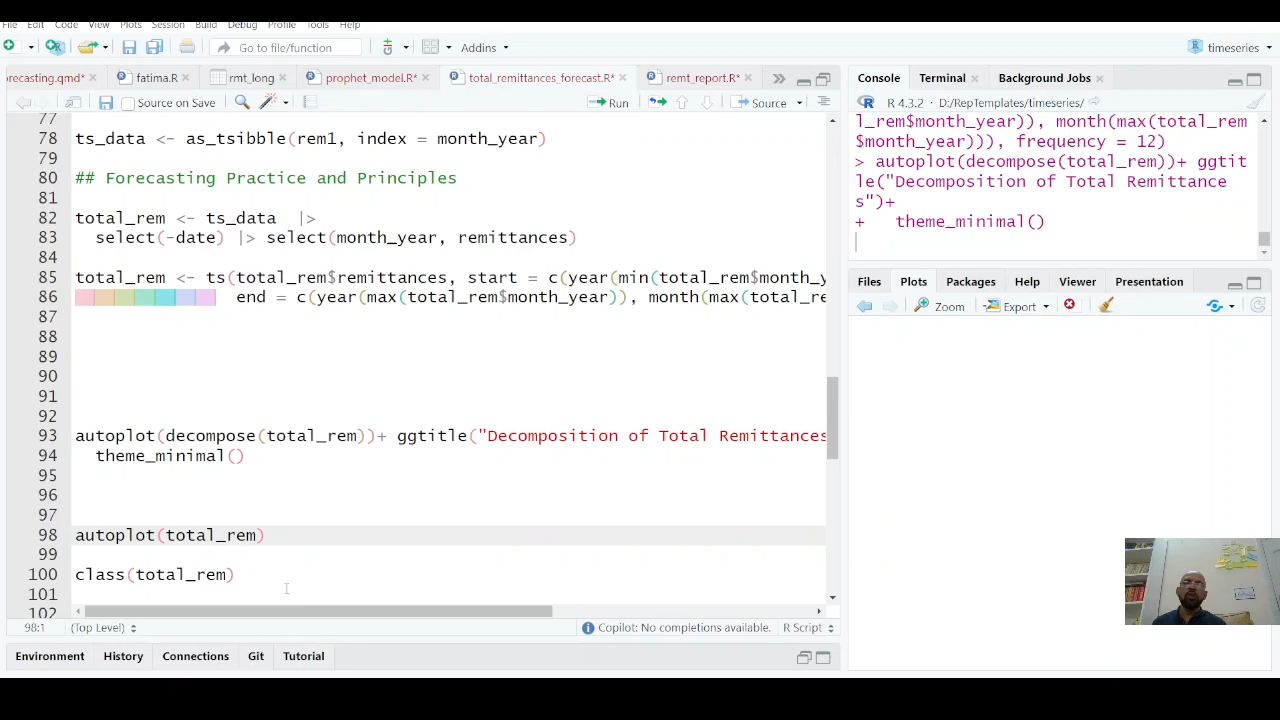 File Edit Code View Plots Session Build Debug Profile Tools Help
Go to file/function
Addins
timeseries
orecasting.qmd*
fatima.R
rmt_long
prophet_model.R*
total_remittances_forecast.R*
remt_report.R*
Source on Save
Run
Source
77
78 ts_data <- as_tsibble(rem1, index = month_year)
79
80 ## Forecasting Practice and Principles
81
82 total_rem <- ts_data  |>
83   select(-date) |> select(month_year, remittances)
84
85 total_rem <- ts(total_rem$remittances, start = c(year(min(total_rem$month_y
86 end = c(year(max(total_rem$month_year)), month(max(total_re
87
88
89
90
91
92
93 autoplot(decompose(total_rem))+ ggtitle("Decomposition of Total Remittances
94   theme_minimal()
95
96
97
98 autoplot(total_rem)
99
100 class(total_rem)
101
102
98:1
(Top Level)
Copilot: No completions available.
R Script
Environment History Connections Git Tutorial
Console Terminal Background Jobs
R 4.3.2 · D:/RepTemplates/timeseries/
l_rem$month_year)), month(max(total_rem
$month_year))), frequency = 12)
> autoplot(decompose(total_rem))+ ggtit
le("Decomposition of Total Remittance
s")+
+   theme_minimal()
Files Plots Packages Help Viewer Presentation
Zoom
Export